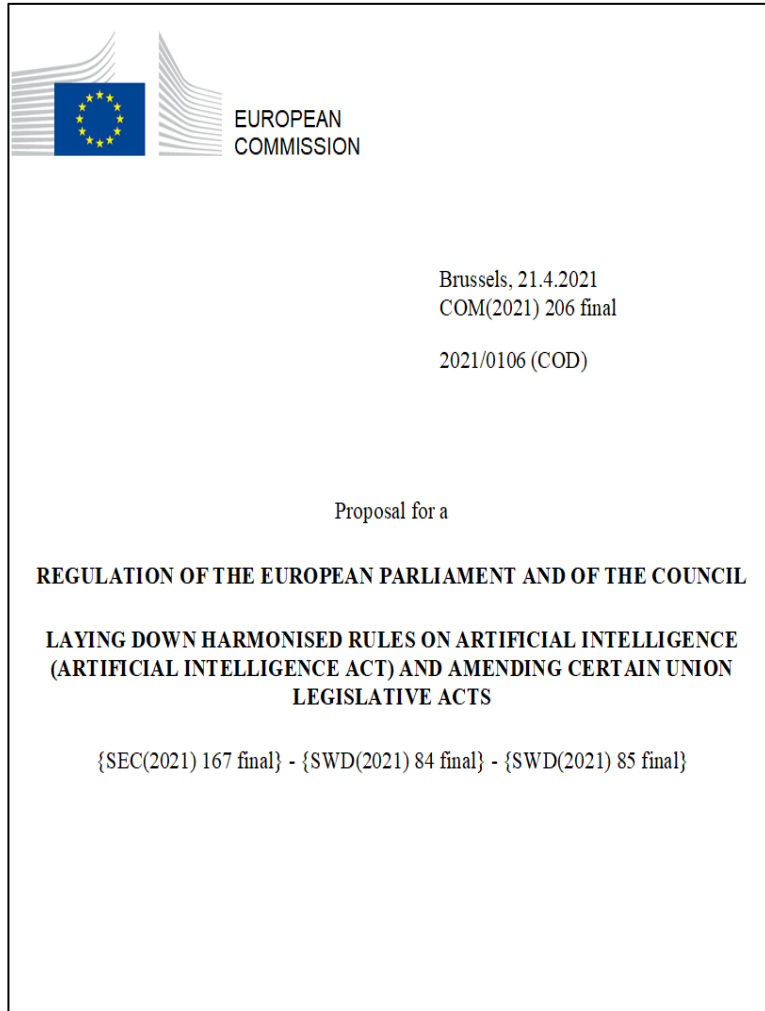 EUROPEAN
COMMISSION
Brussels, 21.4.2021
COM(2021) 206 final
2021/0106 (COD)
Proposal for a
REGULATION OF THE EUROPEAN PARLIAMENT AND OF THE COUNCIL
LAYING DOWN HARMONISED RULES ON ARTIFICIAL INTELLIGENCE
(ARTIFICIAL INTELLIGENCE ACT) AND AMENDING CERTAIN UNION
LEGISLATIVE ACTS
{SEC(2021) 167 final} - {SWD(2021) 84 final} - {SWD(2021) 85 final}